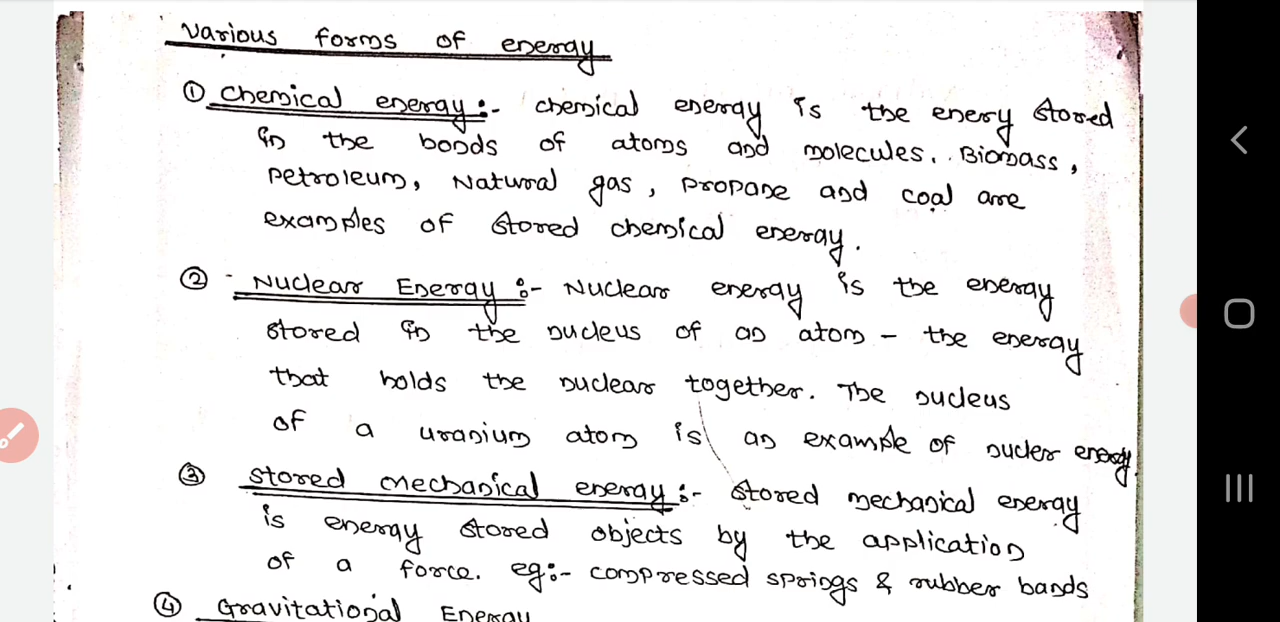 Various forms of energy
① Chemical energy :- chemical energy is the enery stored
in the bonds of atoms and molecules. Biomass,
Petroleum, Natural gas, propane and coal are
examples of stored chemical energy.
② Nuclear Energy :- Nuclear energy is the energy
stored in the nucleus of an atom - the energy
that holds the nuclear together. The nucleus
of a uranium atom is an example of nucler energy.
③ Stored mechanical energy :- stored mechanical energy
is energy stored objects by the application
of a force. eg:- compressed springs & rubber bands
④ Gravitational Energy